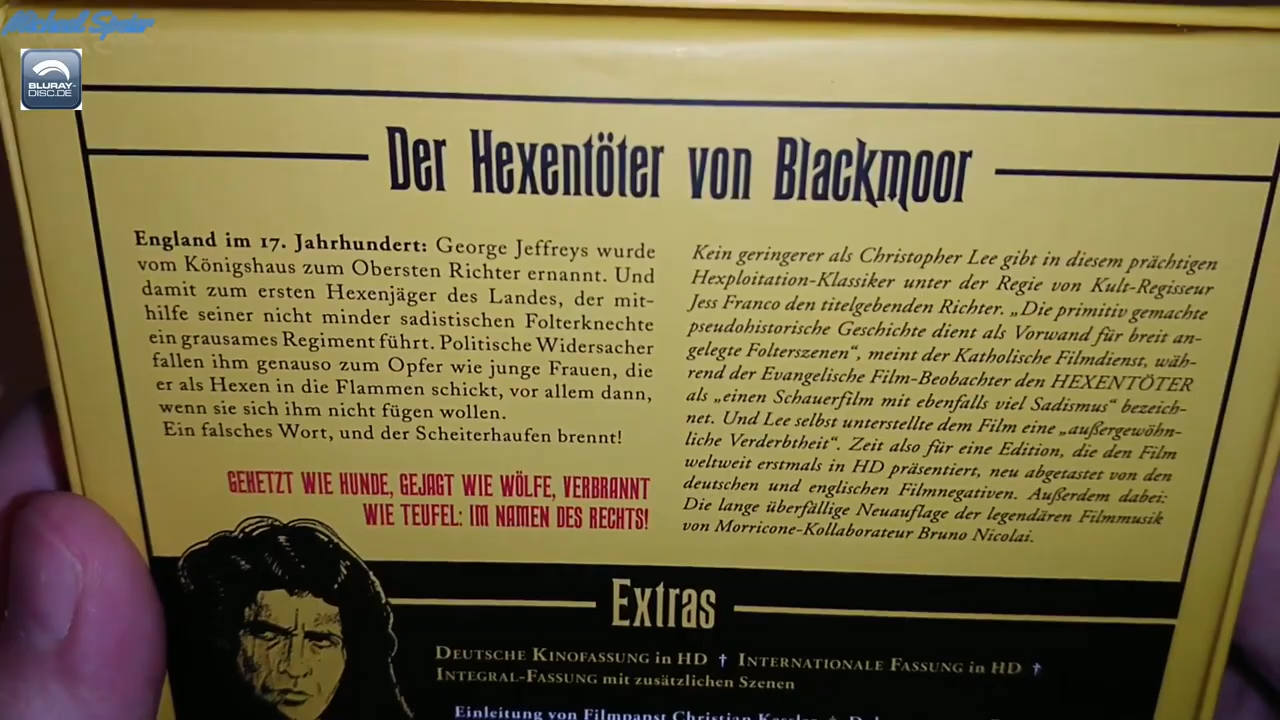 Michael Speier
BLURAY-
DISC.DE
Der Hexentöter von Blackmoor
England im 17. Jahrhundert: George Jeffreys wurde
vom Königshaus zum Obersten Richter ernannt. Und
damit zum ersten Hexenjäger des Landes, der mit-
hilfe seiner nicht minder sadistischen Folterknechte
ein grausames Regiment führt. Politische Widersacher
fallen ihm genauso zum Opfer wie junge Frauen, die
er als Hexen in die Flammen schickt, vor allem dann,
wenn sie sich ihm nicht fügen wollen.
Ein falsches Wort, und der Scheiterhaufen brennt!
GEHETZT WIE HUNDE, GEJAGT WIE WÖLFE, VERBRANNT
WIE TEUFEL: IM NAMEN DES RECHTS!
Kein geringerer als Christopher Lee gibt in diesem prächtigen
Hexploitation-Klassiker unter der Regie von Kult-Regisseur
Jess Franco den titelgebenden Richter. „Die primitiv gemachte
pseudohistorische Geschichte dient als Vorwand für breit an-
gelegte Folterszenen“, meint der Katholische Filmdienst, wäh-
rend der Evangelische Film-Beobachter den HEXENTÖTER
als „einen Schauerfilm mit ebenfalls viel Sadismus“ bezeich-
net. Und Lee selbst unterstellte dem Film eine „außergewöhn-
liche Verderbtheit“. Zeit also für eine Edition, die den Film
weltweit erstmals in HD präsentiert, neu abgetastet von den
deutschen und englischen Filmnegativen. Außerdem dabei:
Die lange überfällige Neuauflage der legendären Filmmusik
von Morricone-Kollaborateur Bruno Nicolai.
Extras
DEUTSCHE KINOFASSUNG in HD † INTERNATIONALE FASSUNG in HD †
INTEGRAL-FASSUNG mit zusätzlichen Szenen
Einleitung von Filmpapst Christian